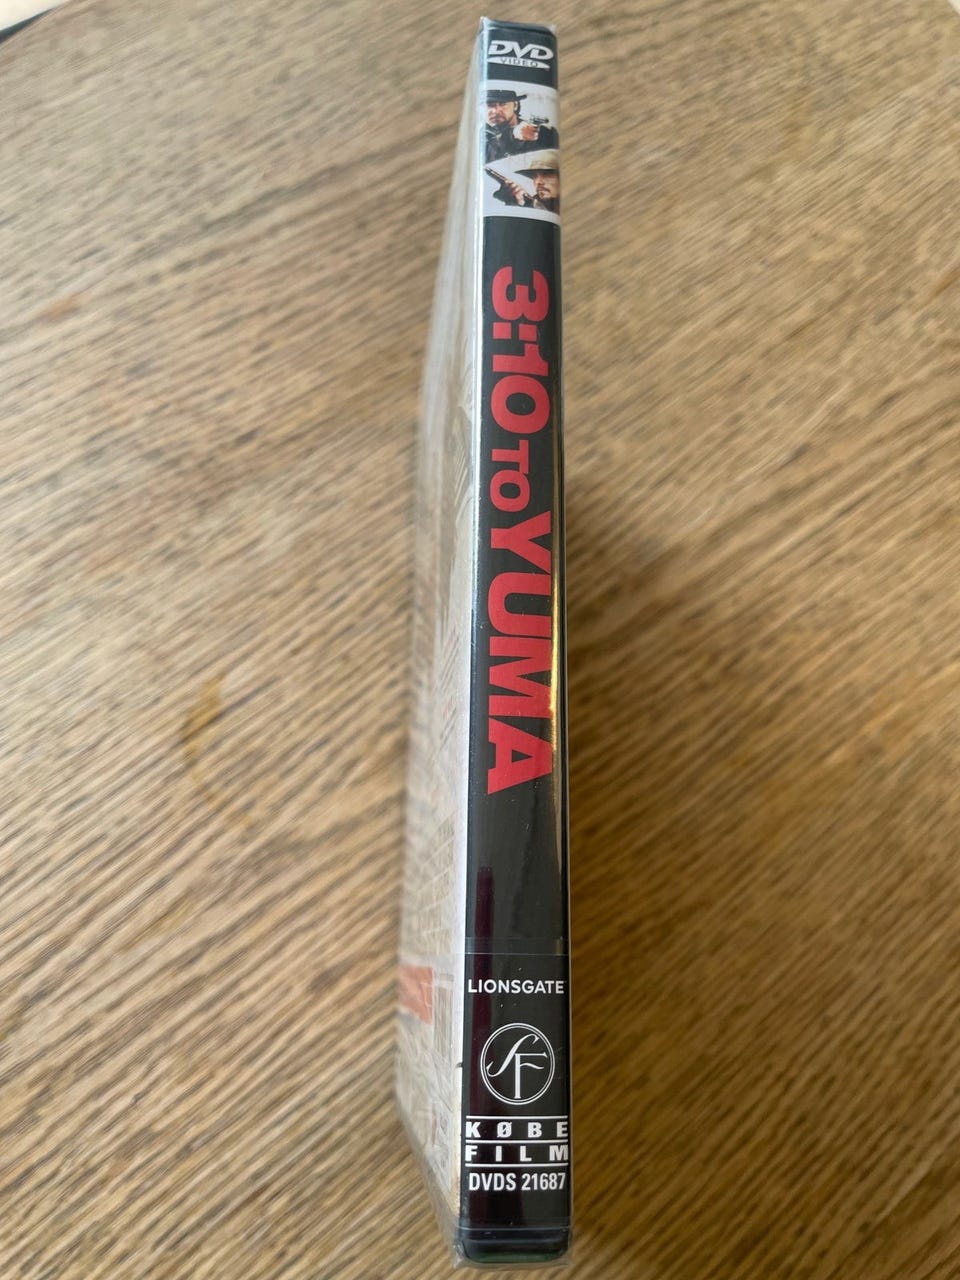 DVD
VIDEO
3:10 TO YUMA
LIONSGATE
SF
KØBE
FILM
DVDS 21687